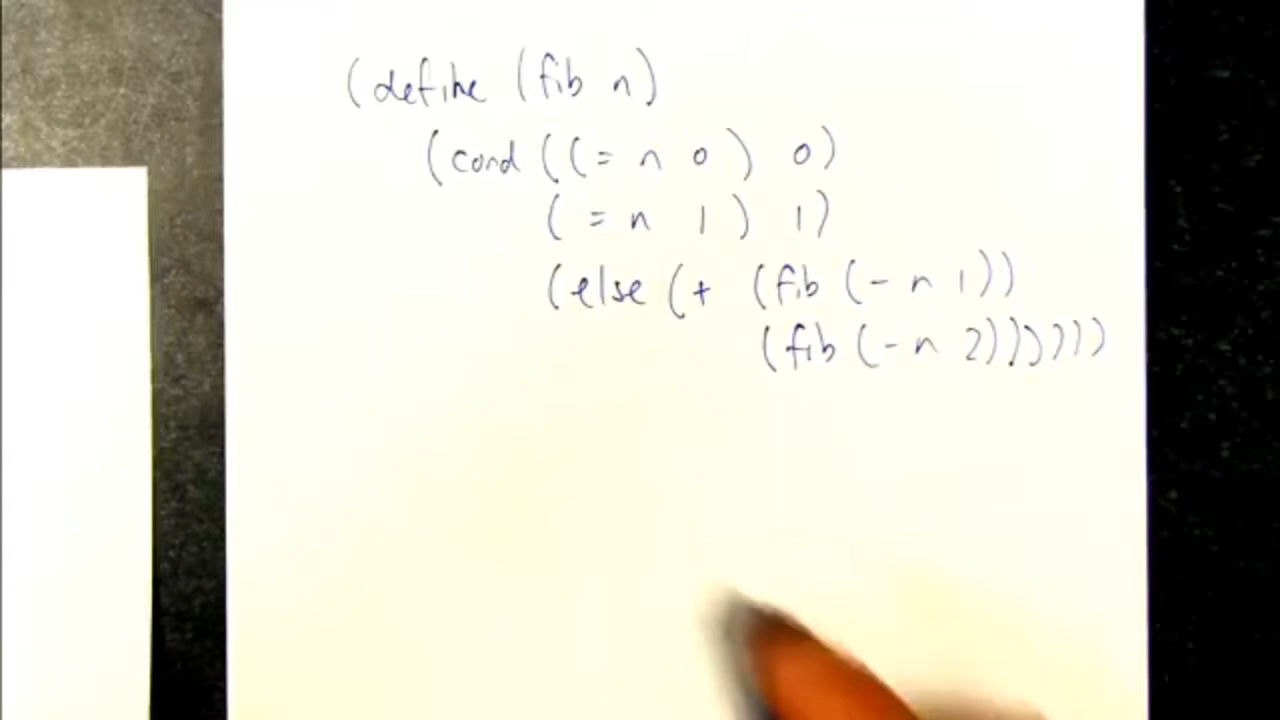 (define (fib n)
(cond ((= n 0) 0)
(= n 1) 1)
(else (+ (fib (- n 1))
(fib (- n 2))))))